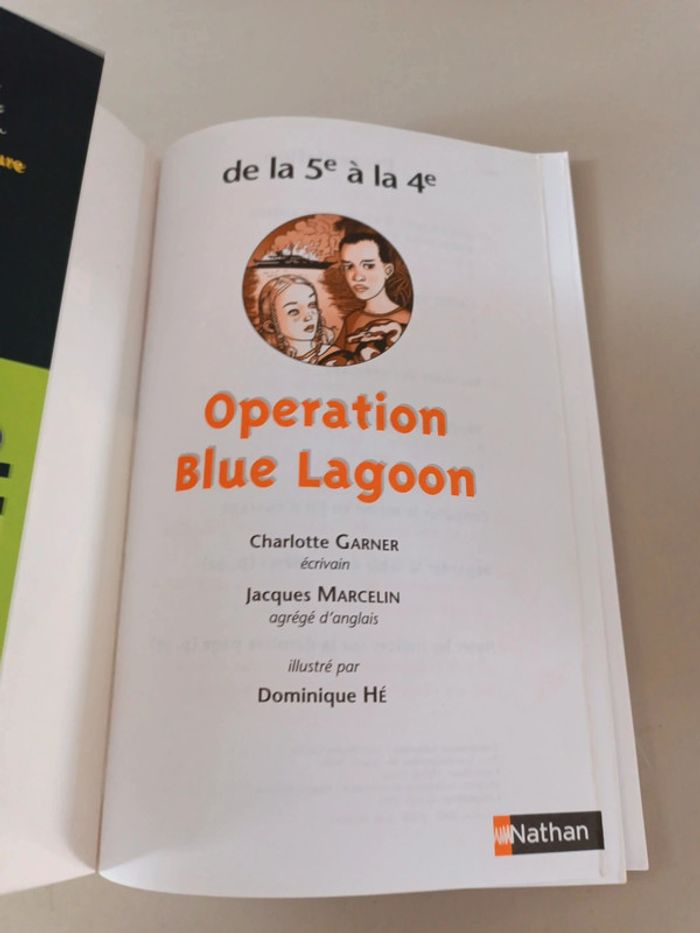 de la 5e à la 4e
Operation
Blue Lagoon
Charlotte GARNER
écrivain
Jacques MARCELIN
agrégé d'anglais
illustré par
Dominique HÉ
Nathan